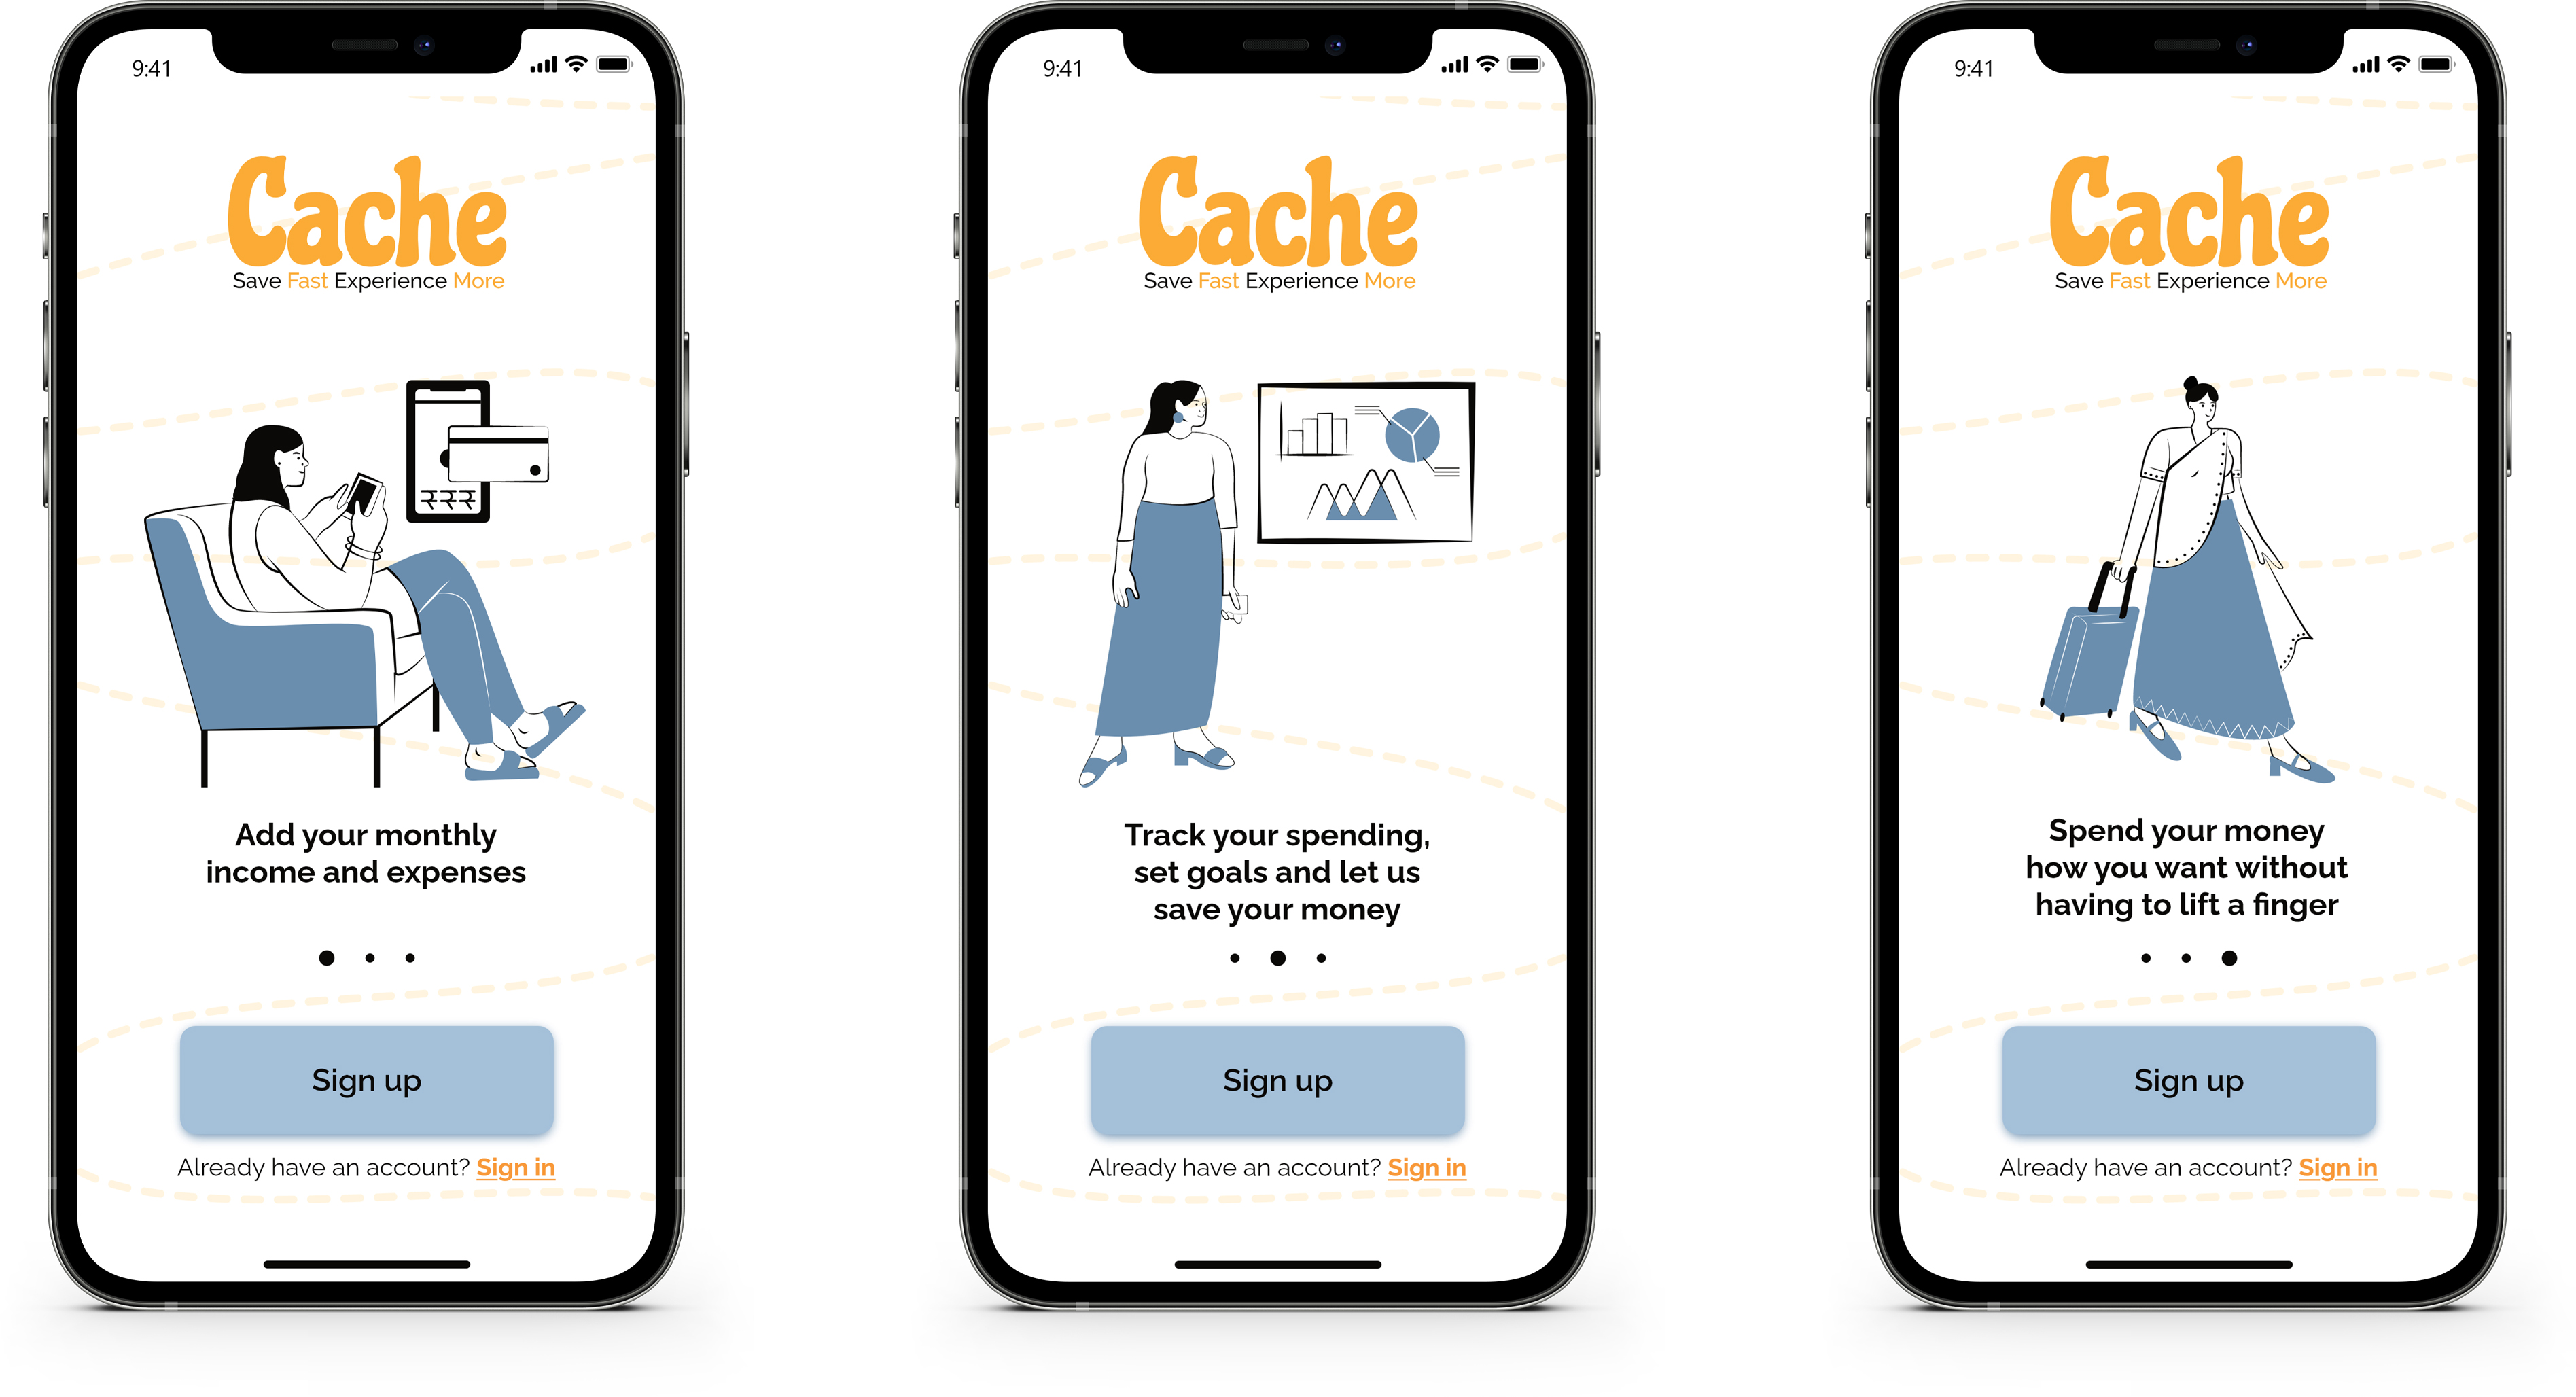 9:41
Cache
Save Fast Experience More
₹₹₹
Add your monthly
income and expenses
Sign up
Already have an account? Sign in
9:41
Cache
Save Fast Experience More
Track your spending,
set goals and let us
save your money
Sign up
Already have an account? Sign in
9:41
Cache
Save Fast Experience More
Spend your money
how you want without
having to lift a finger
Sign up
Already have an account? Sign in